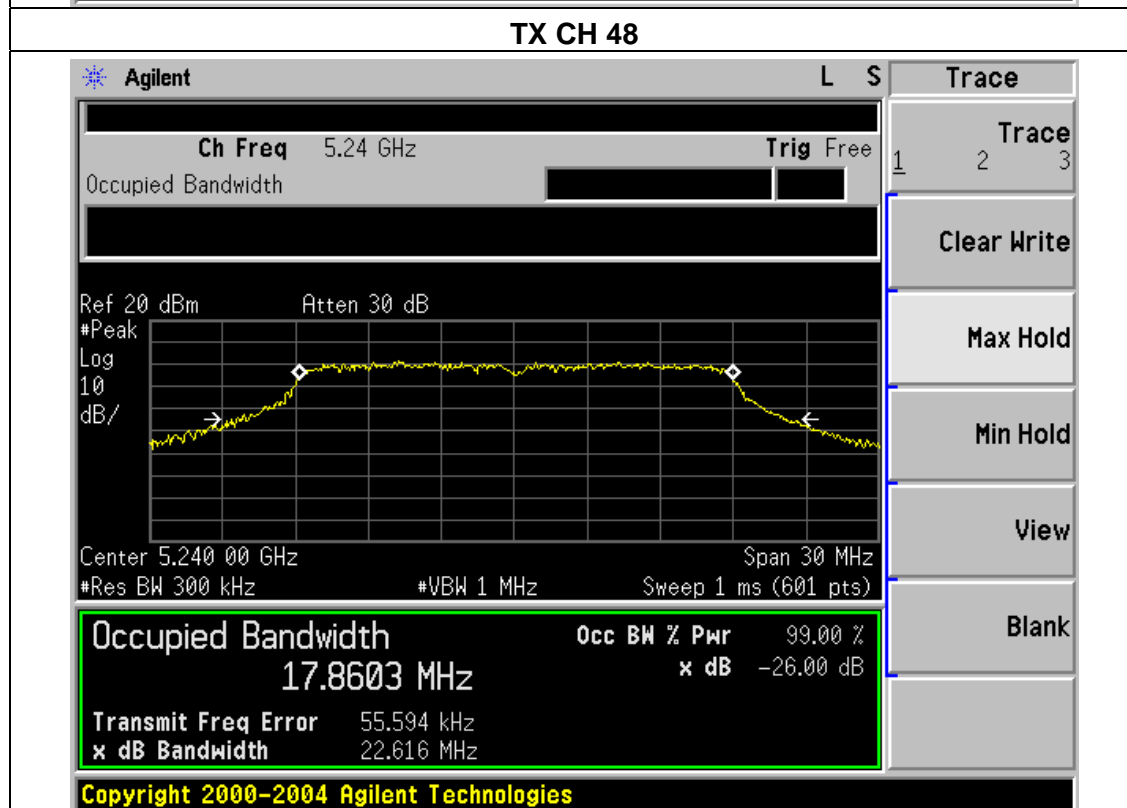 TX CH 48
Agilent L S Trace
Ch Freq 5.24 GHz Trig Free
Occupied Bandwidth
Trace
1 2 3
Clear Write
Max Hold
Min Hold
View
Blank
Ref 20 dBm Atten 30 dB
#Peak
Log
10
dB/
Center 5.240 00 GHz Span 30 MHz
#Res BW 300 kHz #VBW 1 MHz Sweep 1 ms (601 pts)
Occupied Bandwidth Occ BW % Pwr 99.00 %
17.8603 MHz x dB -26.00 dB
Transmit Freq Error 55.594 kHz
x dB Bandwidth 22.616 MHz
Copyright 2000-2004 Agilent Technologies